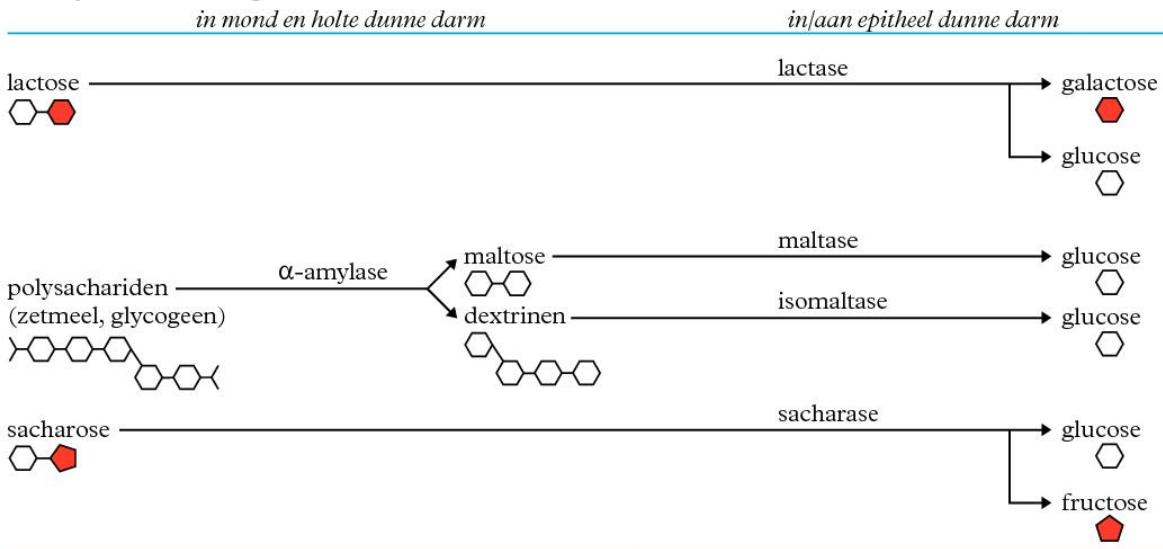 in mond en holte dunne darm
in/aan epitheel dunne darm
lactose
lactase
galactose
glucose
polysachariden
(zetmeel, glycogeen)
α-amylase
maltose
maltase
glucose
dextrinen
isomaltase
glucose
sacharose
sacharase
glucose
fructose